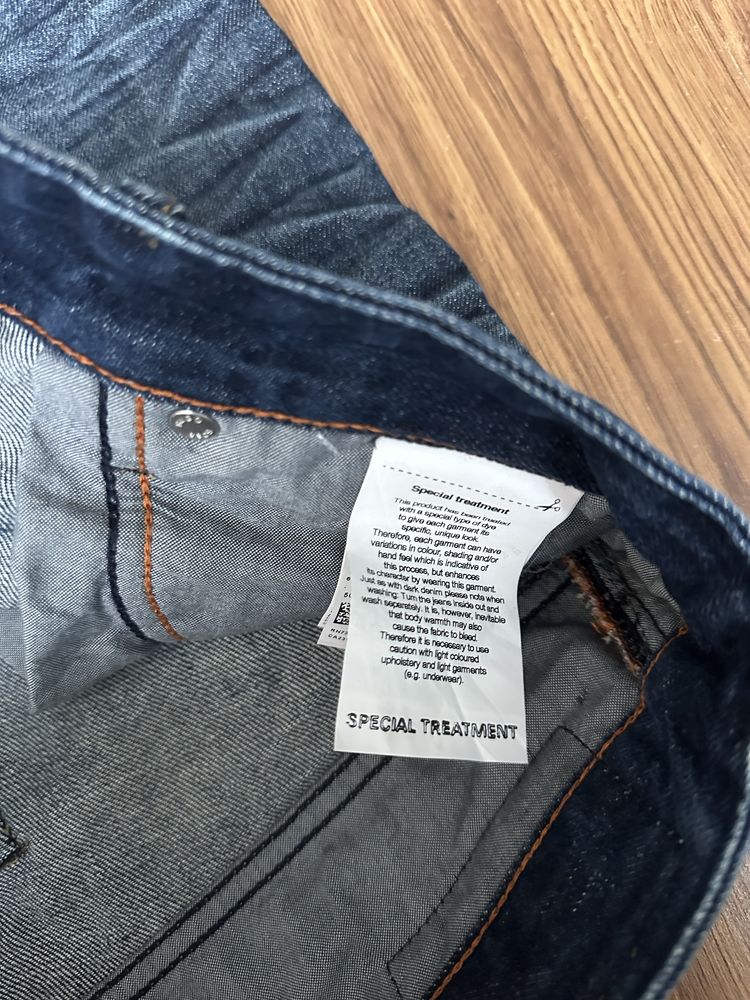 Special treatment
This product has been treated
with a special type of dye
to give each garment its
specific, unique look.
Therefore, each garment can have
variations in colour, shading and/or
hand feel which is indicative of
this process, but enhances
its character by wearing this garment.
Just as with dark denim please note when
washing: Turn the jeans inside out and
wash separately. It is, however, inevitable
that body warmth may also
cause the fabric to bleed.
Therefore it is necessary to use
caution with light coloured
upholstery and light garments
(e.g. underwear).
SPECIAL TREATMENT